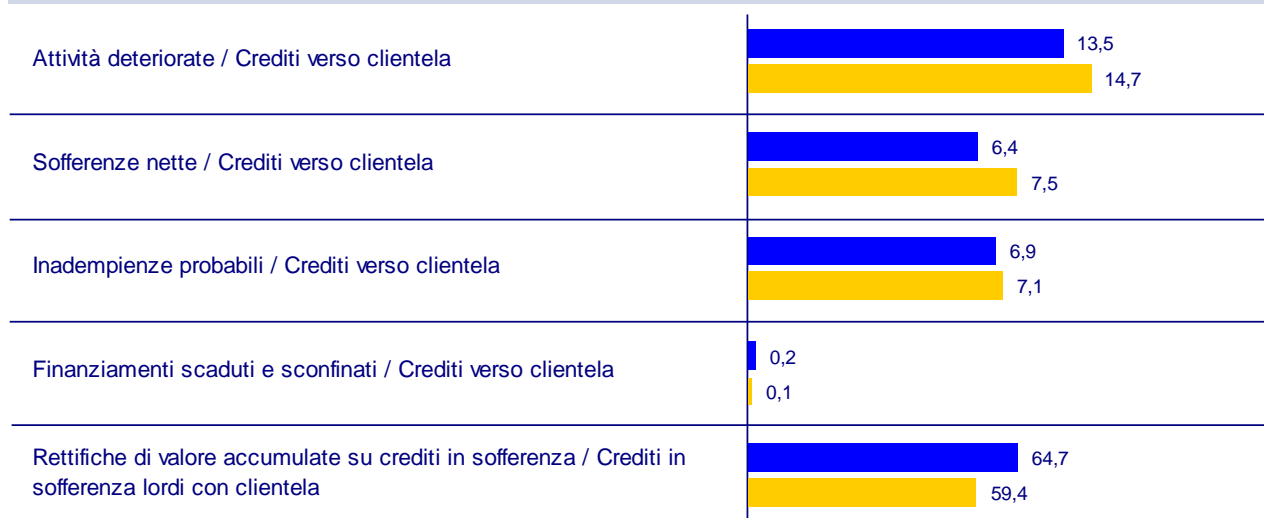 Attività deteriorate / Crediti verso clientela
13,5
14,7
Sofferenze nette / Crediti verso clientela
6,4
7,5
Inadempienze probabili / Crediti verso clientela
6,9
7,1
Finanziamenti scaduti e sconfinati / Crediti verso clientela
0,2
0,1
Rettifiche di valore accumulate su crediti in sofferenza / Crediti in
sofferenza lordi con clientela
64,7
59,4